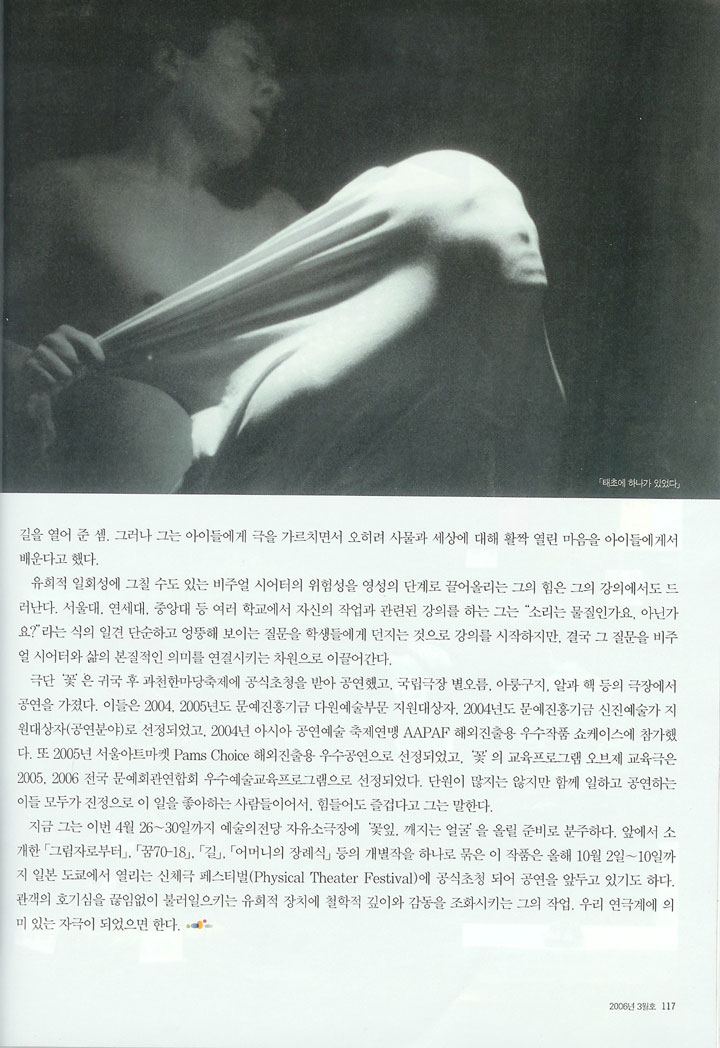 「태초에 하나가 있었다」
길을 열어 준 셈. 그러나 그는 아이들에게 극을 가르치면서 오히려 사물과 세상에 대해 활짝 열린 마음을 아이들에게서
배운다고 했다.
유희적 일회성에 그칠 수도 있는 비주얼 시어터의 위험성을 영성의 단계로 끌어올리는 그의 힘은 그의 강의에서도 드
러난다. 서울대, 연세대, 중앙대 등 여러 학교에서 자신의 작업과 관련된 강의를 하는 그는 “소리는 물질인가요, 아닌가
요?”라는 식의 일견 단순하고 엉뚱해 보이는 질문을 학생들에게 던지는 것으로 강의를 시작하지만, 결국 그 질문을 비주
얼 시어터와 삶의 본질적인 의미를 연결시키는 차원으로 이끌어간다.
극단 ‘꽃’은 귀국 후 과천한마당축제에 공식초청을 받아 공연했고, 국립극장 별오름, 아룽구지, 알과 핵 등의 극장에서
공연을 가졌다. 이들은 2004, 2005년도 문예진흥기금 다원예술부문 지원대상자, 2004년도 문예진흥기금 신진예술가 지
원대상자(공연분야)로 선정되었고, 2004년 아시아 공연예술 축제연맹 AAPAF 해외진출용 우수작품 쇼케이스에 참가했
다. 또 2005년 서울아트마켓 Pams Choice 해외진출용 우수공연으로 선정되었고, ‘꽃’의 교육프로그램 오브제 교육극은
2005, 2006 전국 문예회관연합회 우수예술교육프로그램으로 선정되었다. 단원이 많지는 않지만 함께 일하고 공연하는
이들 모두가 진정으로 이 일을 좋아하는 사람들이어서, 힘들어도 즐겁다고 그는 말한다.
지금 그는 이번 4월 26~30일까지 예술의전당 자유소극장에 ‘꽃잎, 깨지는 얼굴’을 올릴 준비로 분주하다. 앞에서 소
개한 「그림자로부터」, 「꿈70-18」, 「길」, 「어머니의 장례식」 등의 개별작을 하나로 묶은 이 작품은 올해 10월 2일~10일까
지 일본 도쿄에서 열리는 신체극 페스티벌(Physical Theater Festival)에 공식초청 되어 공연을 앞두고 있기도 하다.
관객의 호기심을 끊임없이 불러일으키는 유희적 장치에 철학적 깊이와 감동을 조화시키는 그의 작업. 우리 연극계에 의
미 있는 자극이 되었으면 한다.
2006년 3월호 117